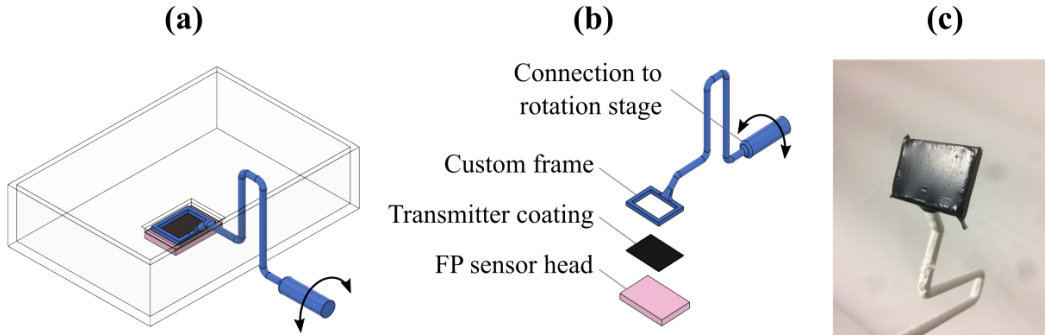 (a)
(b)
(c)
Connection to
rotation stage
Custom frame
Transmitter coating
FP sensor head